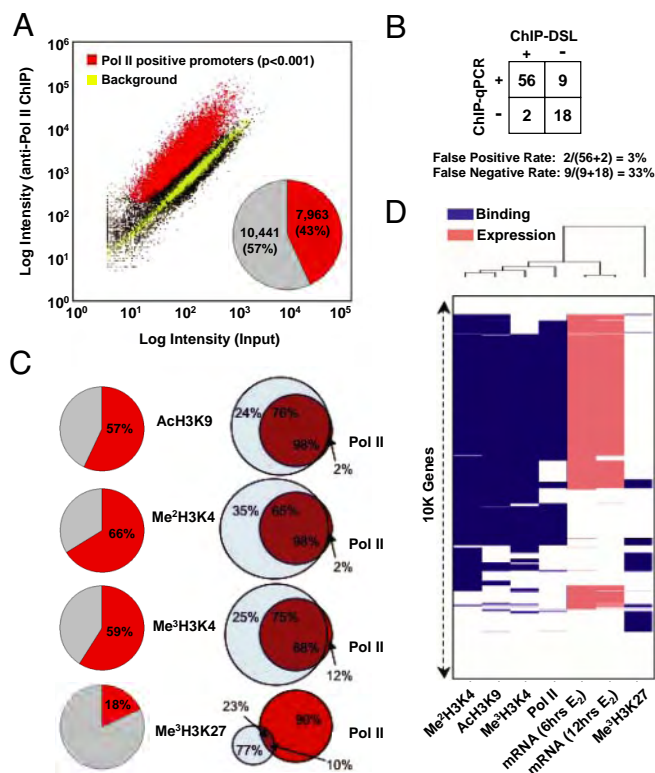 A
10⁶
10⁵
10⁴
10³
10²
10¹
10⁰
Log Intensity (anti-Pol II ChIP)
Pol II positive promoters (p<0.001)
Background
10,441
(57%)
7,963
(43%)
10⁰ 10¹ 10² 10³ 10⁴ 10⁵
Log Intensity (Input)
B
ChIP-DSL
+ -
ChIP-qPCR
+ 56 9
- 2 18
False Positive Rate: 2/(56+2) = 3%
False Negative Rate: 9/(9+18) = 33%
C
57%
AcH3K9
24% 76%
98%
Pol II
2%
66%
Me²H3K4
35% 65%
98%
Pol II
2%
59%
Me³H3K4
25% 75%
68%
Pol II
12%
18%
Me³H3K27
23%
77%
90%
Pol II
10%
D
Binding
Expression
10K Genes
Me²H3K4
AcH3K9
Me³H3K4
Pol II
mRNA (6hrs E₂)
mRNA (12hrs E₂)
Me³H3K27